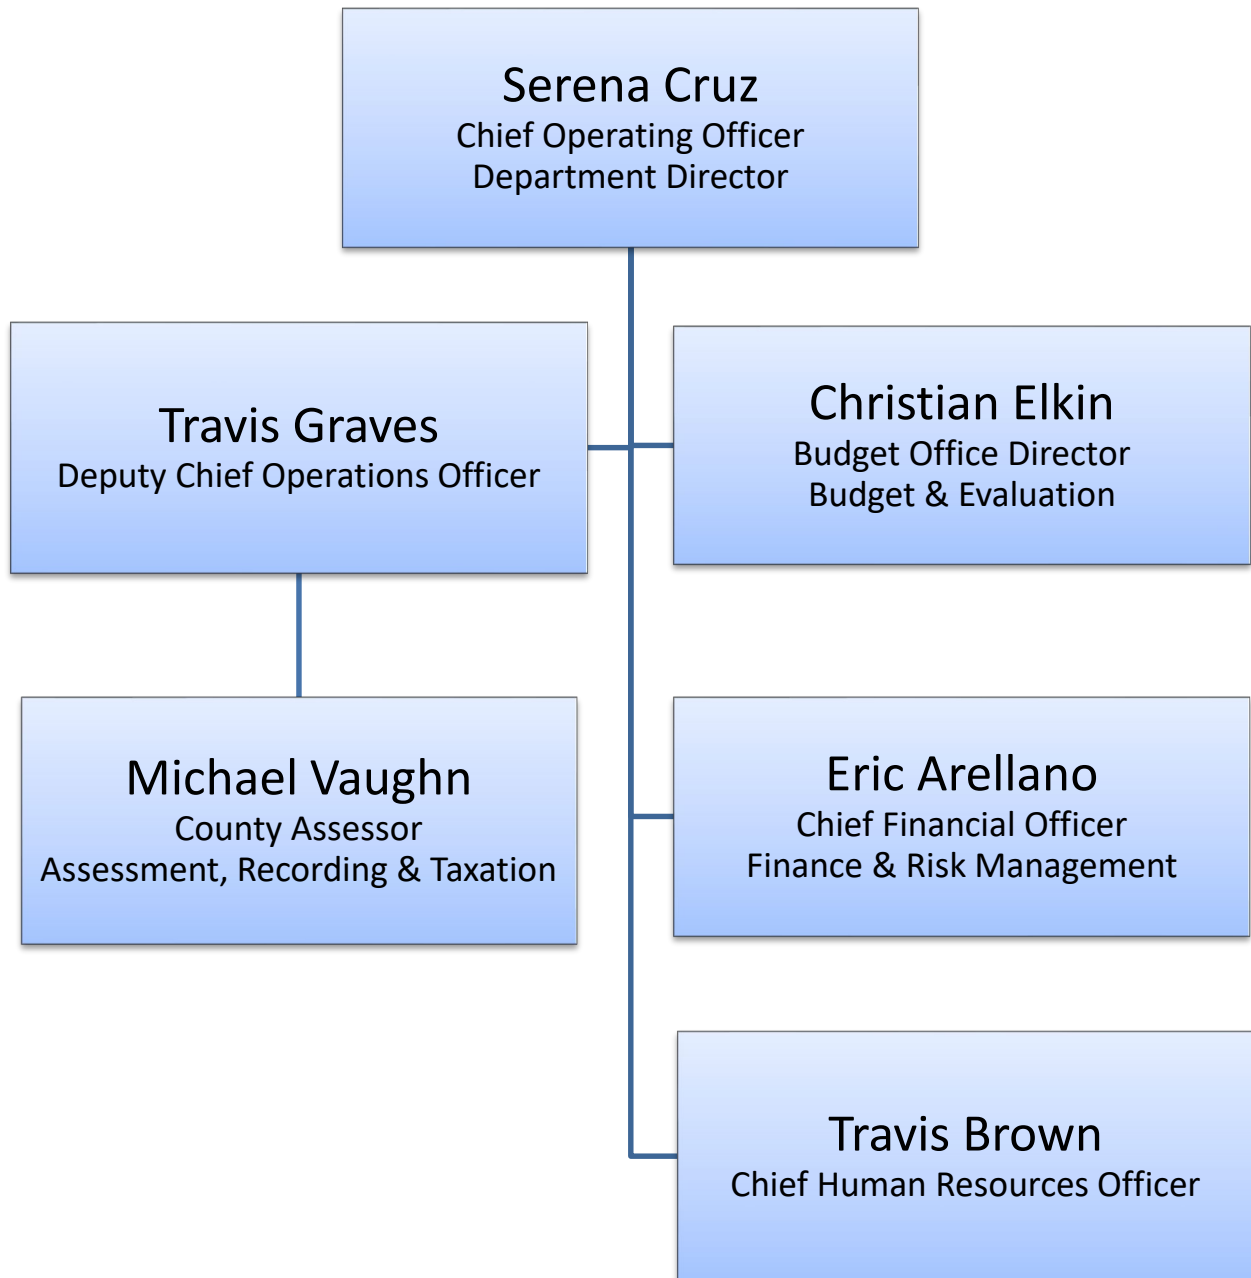 Serena Cruz
Chief Operating Officer
Department Director
Travis Graves
Deputy Chief Operations Officer
Christian Elkin
Budget Office Director
Budget & Evaluation
Michael Vaughn
County Assessor
Assessment, Recording & Taxation
Eric Arellano
Chief Financial Officer
Finance & Risk Management
Travis Brown
Chief Human Resources Officer